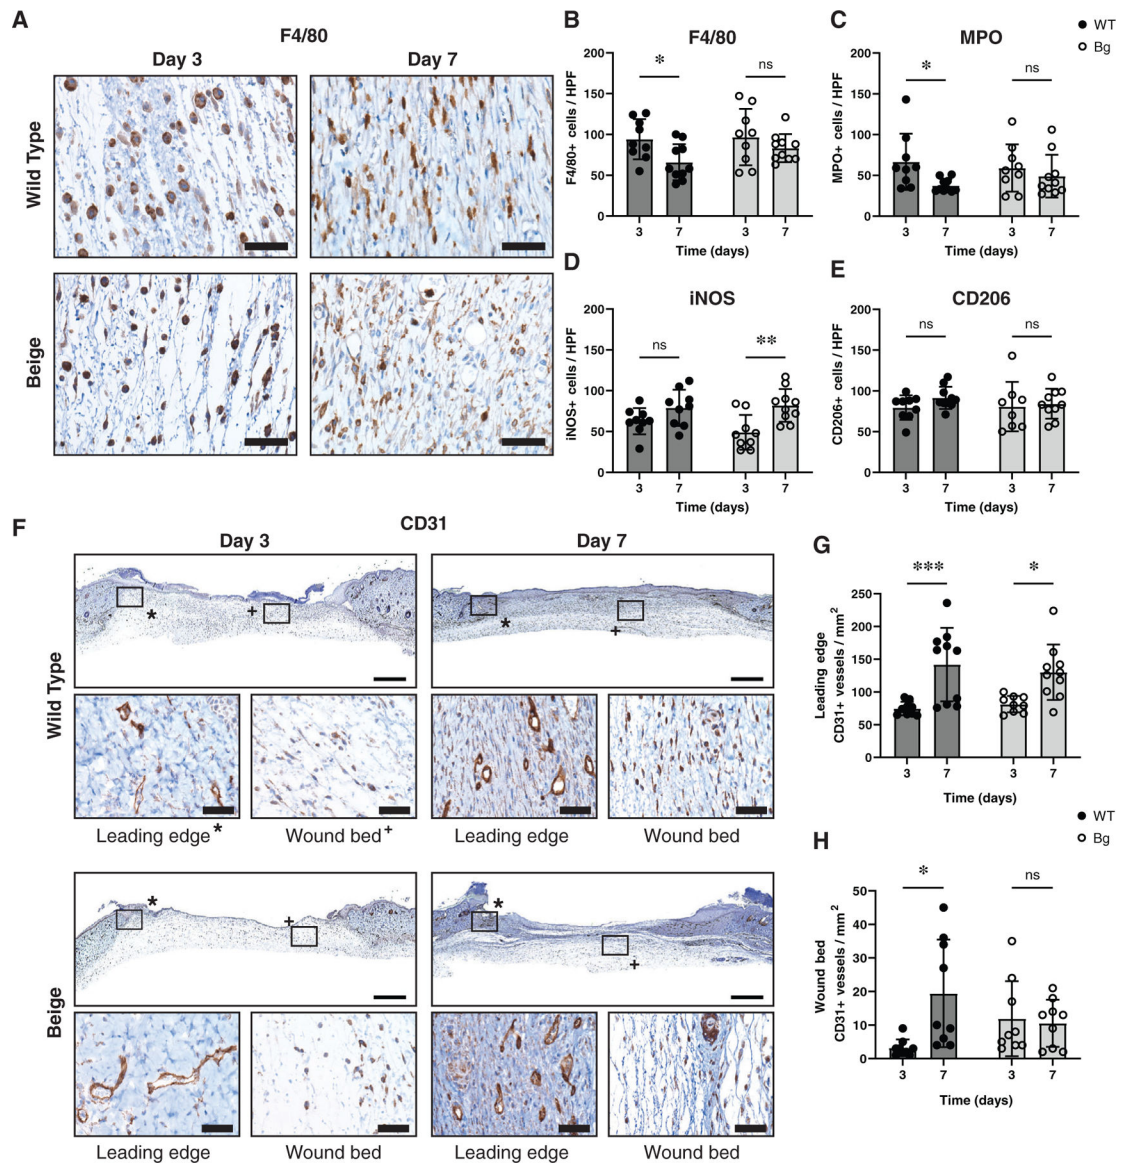 A
F4/80
Day 3
Day 7
Wild Type
Beige
B
F4/80
F4/80+ cells / HPF
200
150
100
50
0
*
ns
3
7
3
7
Time (days)
C
MPO
WT
Bg
MPO+ cells / HPF
200
150
100
50
0
*
ns
3
7
3
7
Time (days)
D
iNOS
iNOS+ cells / HPF
200
150
100
50
0
ns
**
3
7
3
7
Time (days)
E
CD206
CD206+ cells / HPF
200
150
100
50
0
ns
ns
3
7
3
7
Time (days)
F
CD31
Day 3
Day 7
Wild Type
*
+
*
+
Leading edge*
Wound bed+
Leading edge
Wound bed
Beige
*
+
*
+
Leading edge
Wound bed
Leading edge
Wound bed
G
Leading edge
CD31+ vessels / mm2
250
200
150
100
50
0
***
*
3
7
3
7
Time (days)
WT
Bg
H
Wound bed
CD31+ vessels / mm2
50
40
30
20
10
0
*
ns
3
7
3
7
Time (days)